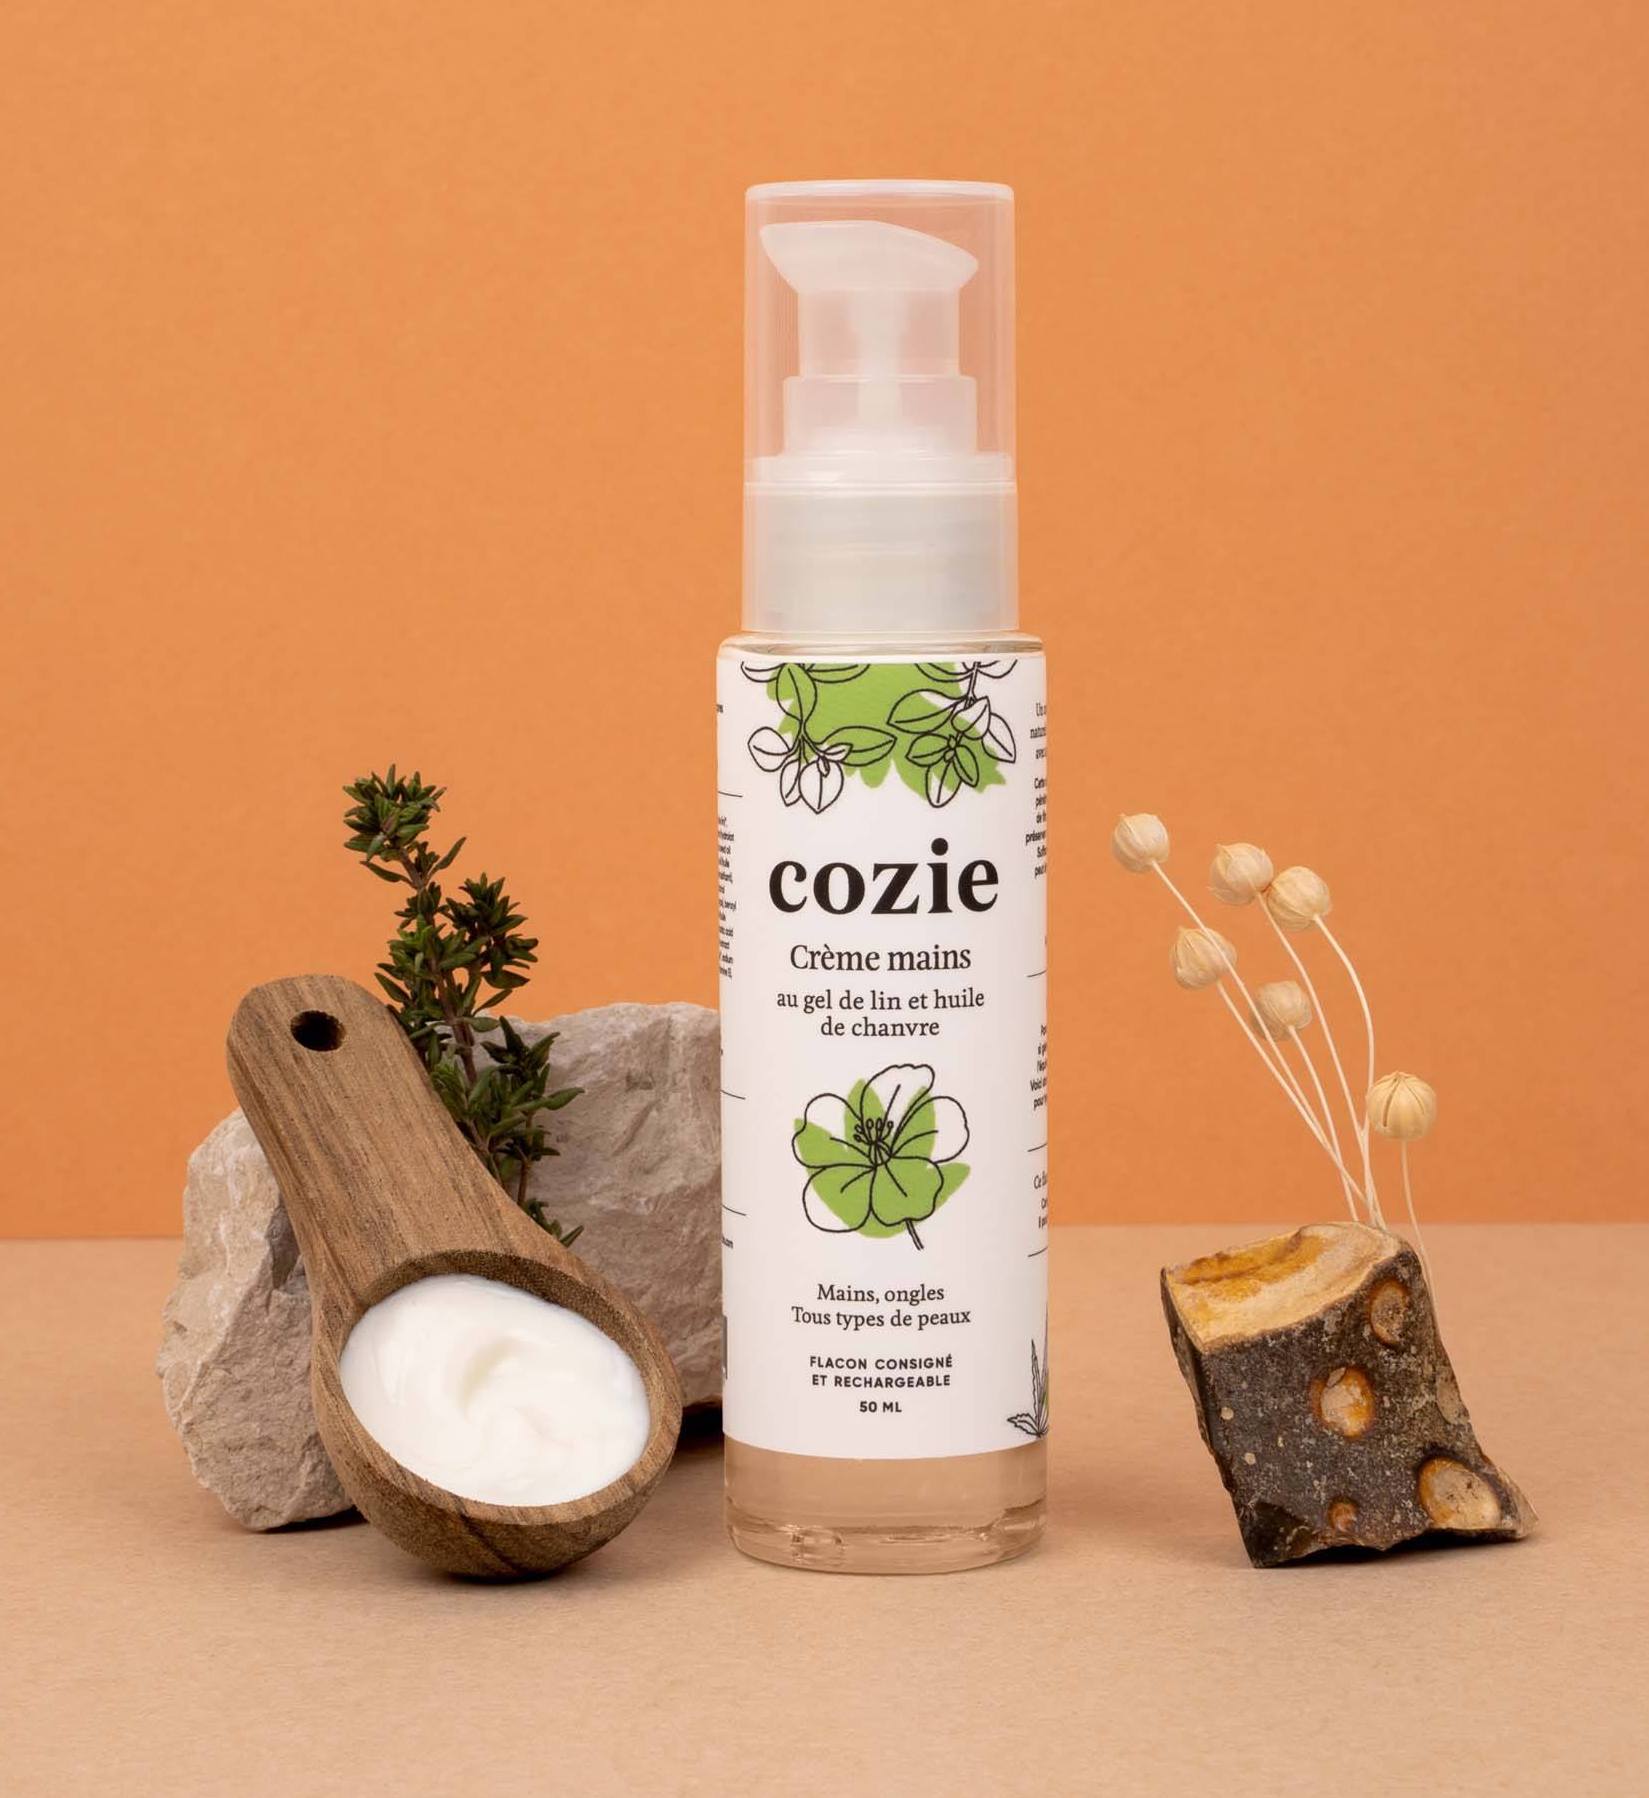 cozie
Crème mains
au gel de lin et huile
de chanvre
Mains, ongles
Tous types de peaux
FLACON CONSIGNÉ
ET RECHARGEABLE
50 ML